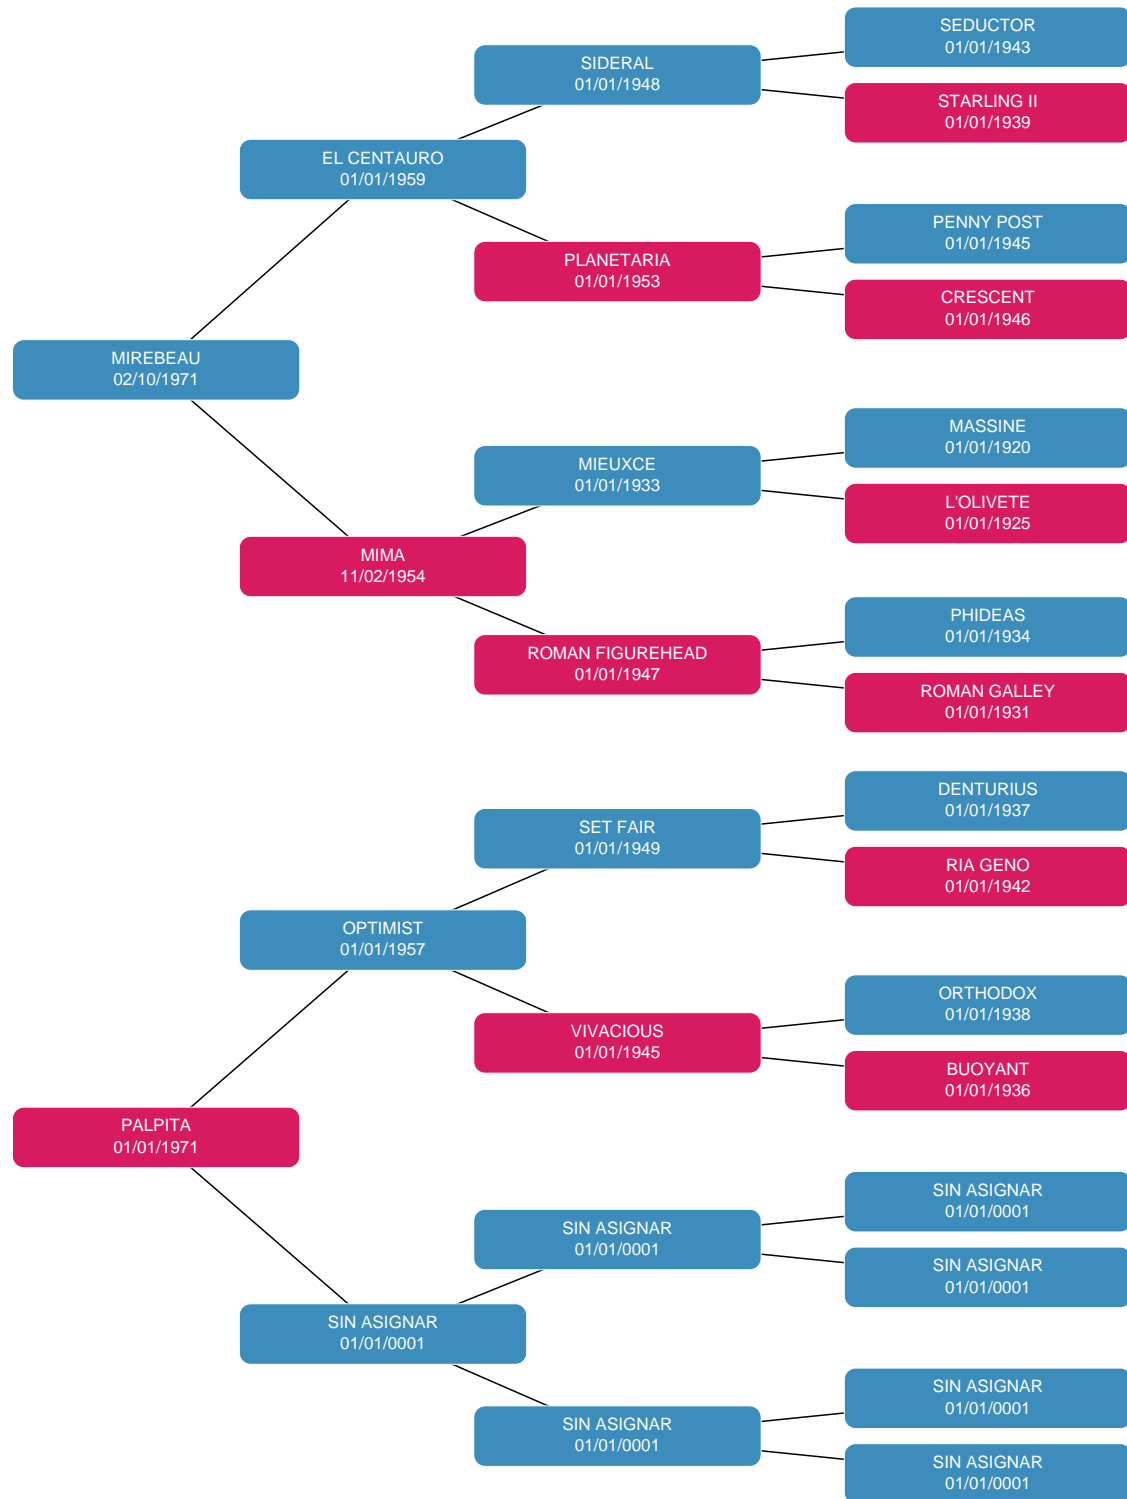 SEDUCTOR
01/01/1943
SIDERAL
01/01/1948
STARLING II
01/01/1939
EL CENTAURO
01/01/1959
PENNY POST
01/01/1945
PLANETARIA
01/01/1953
CRESCENT
01/01/1946
MIREBEAU
02/10/1971
MASSINE
01/01/1920
MIEUXCE
01/01/1933
L'OLIVETE
01/01/1925
MIMA
11/02/1954
PHIDEAS
01/01/1934
ROMAN FIGUREHEAD
01/01/1947
ROMAN GALLEY
01/01/1931
DENTURIUS
01/01/1937
SET FAIR
01/01/1949
RIA GENO
01/01/1942
OPTIMIST
01/01/1957
ORTHODOX
01/01/1938
VIVACIOUS
01/01/1945
BUOYANT
01/01/1936
PALPITA
01/01/1971
SIN ASIGNAR
01/01/0001
SIN ASIGNAR
01/01/0001
SIN ASIGNAR
01/01/0001
SIN ASIGNAR
01/01/0001
SIN ASIGNAR
01/01/0001
SIN ASIGNAR
01/01/0001
SIN ASIGNAR
01/01/0001